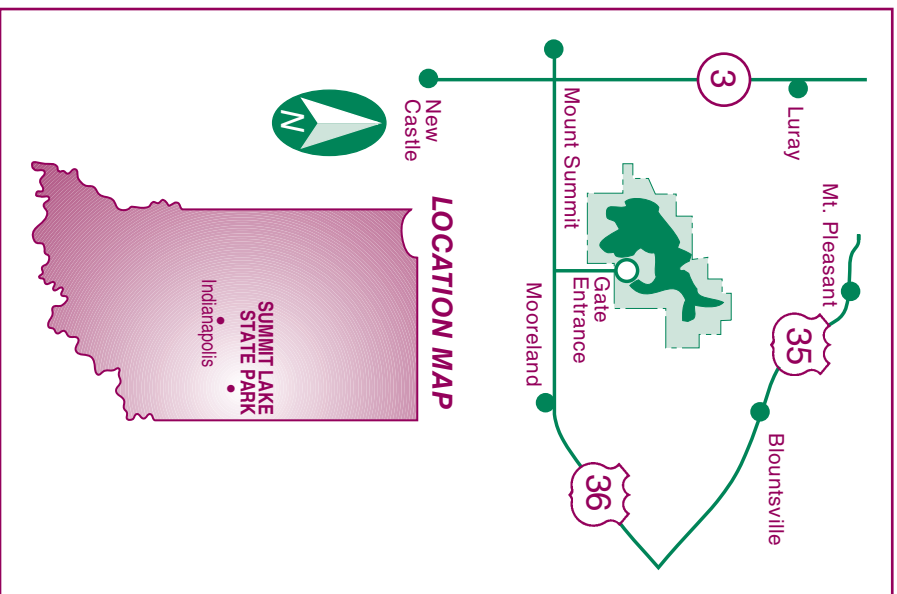 Mt. Pleasant
35
Luray
3
Blountsville
36
Mount Summit
Gate
Entrance
Mooreland
New
Castle
LOCATION MAP
N
SUMMIT LAKE
STATE PARK
Indianapolis